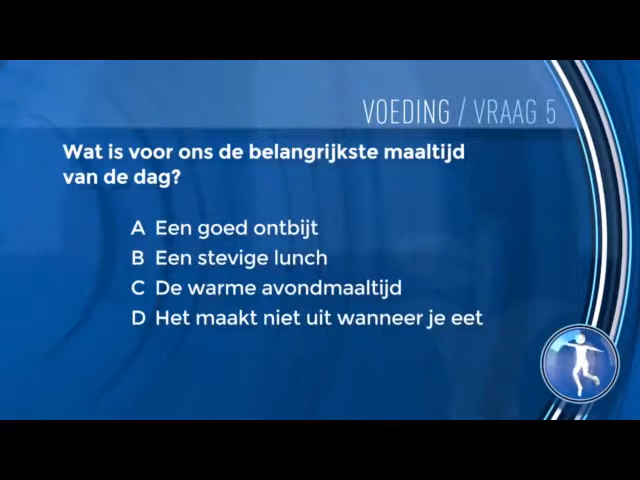 VOEDING / VRAAG 5
Wat is voor ons de belangrijkste maaltijd
van de dag?
A Een goed ontbijt
B Een stevige lunch
C De warme avondmaaltijd
D Het maakt niet uit wanneer je eet